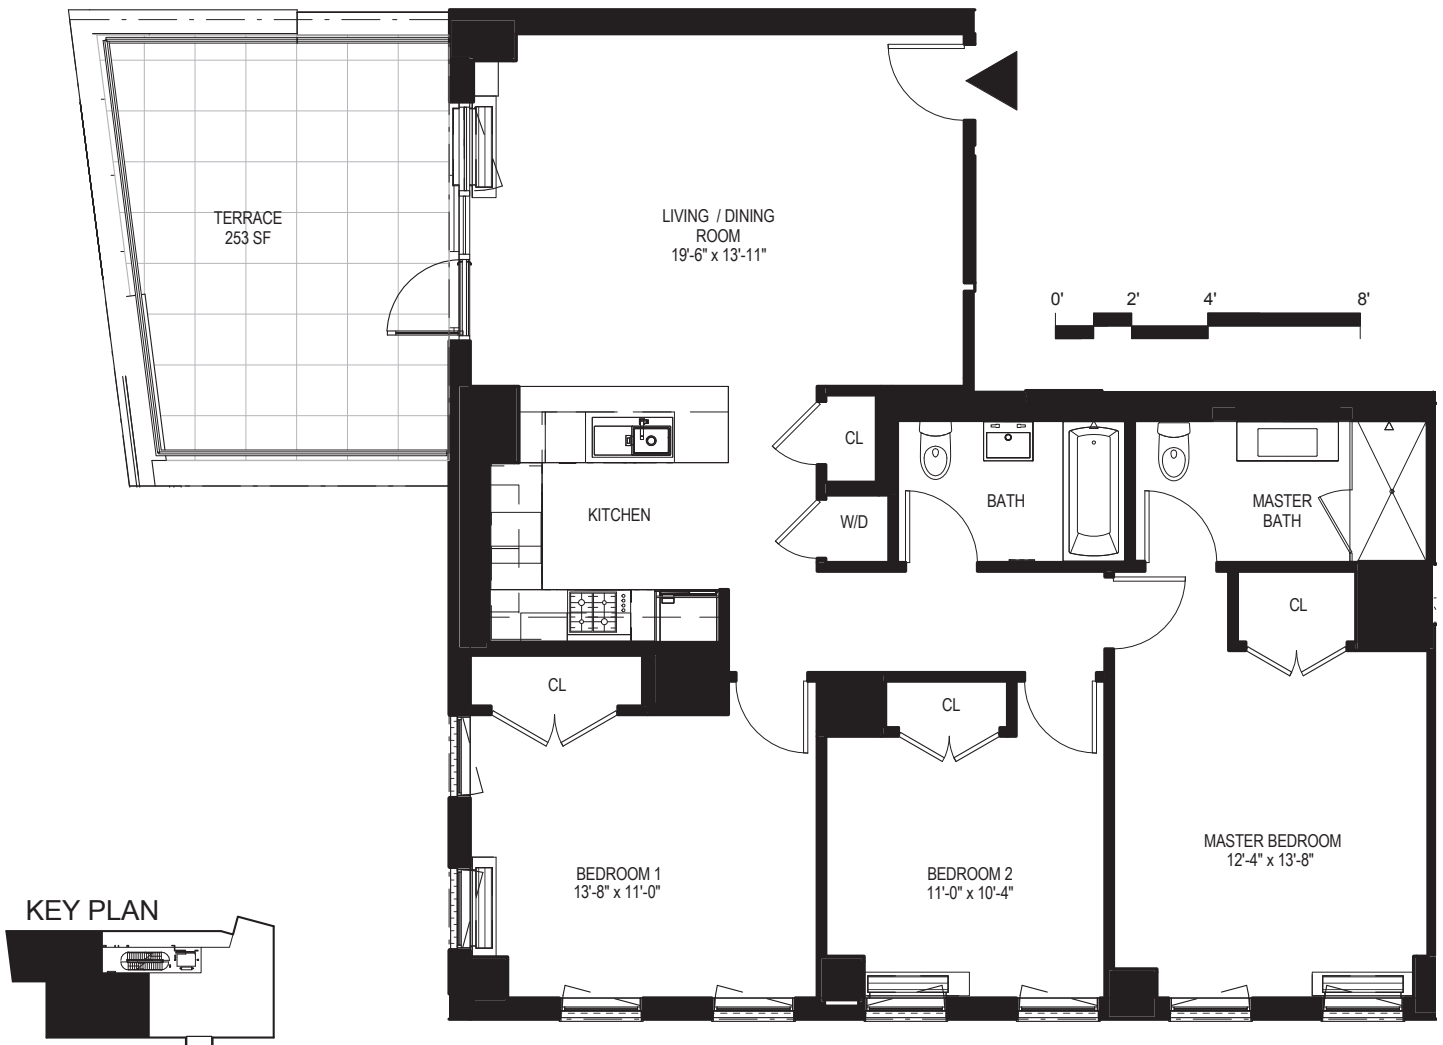 TERRACE
253 SF
LIVING / DINING
ROOM
19'-6" x 13'-11"
0' 2' 4' 8'
CL
KITCHEN
W/D
BATH
MASTER
BATH
CL
CL
CL
BEDROOM 1
13'-8" x 11'-0"
BEDROOM 2
11'-0" x 10'-4"
MASTER BEDROOM
12'-4" x 13'-8"
KEY PLAN